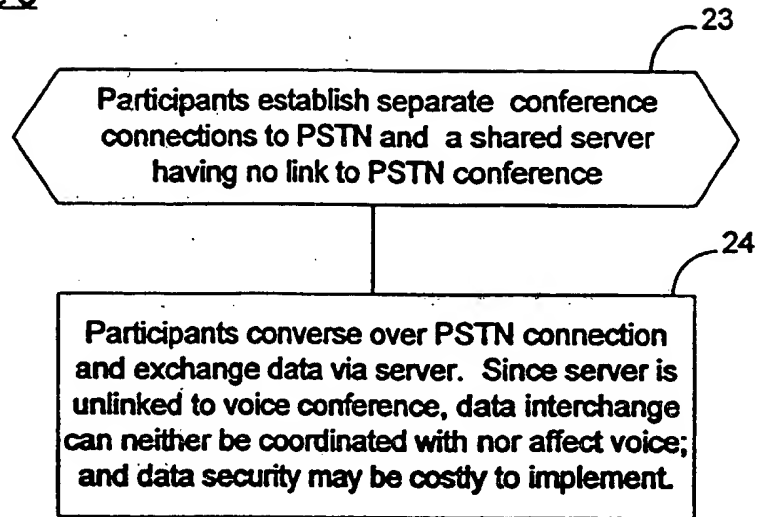 23
Participants establish separate conference
connections to PSTN and a shared server
having no link to PSTN conference
24
Participants converse over PSTN connection
and exchange data via server. Since server is
unlinked to voice conference, data interchange
can neither be coordinated with nor affect voice;
and data security may be costly to implement.